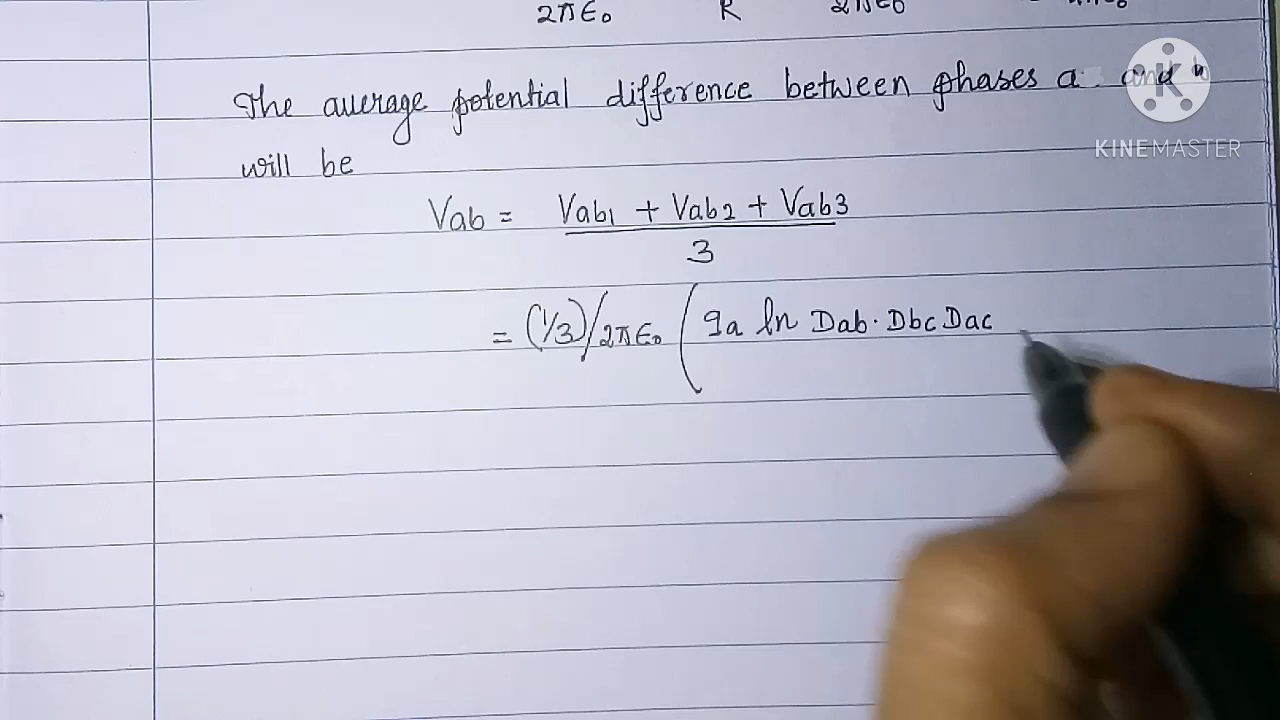 2πε₀ R 2πε₀
The average potential difference between phases a and b
KINEMASTER
will be
Vab = Vab1 + Vab2 + Vab3
3
= (1/3)/2πε₀ ( qa ln Dab · Dbc Dac